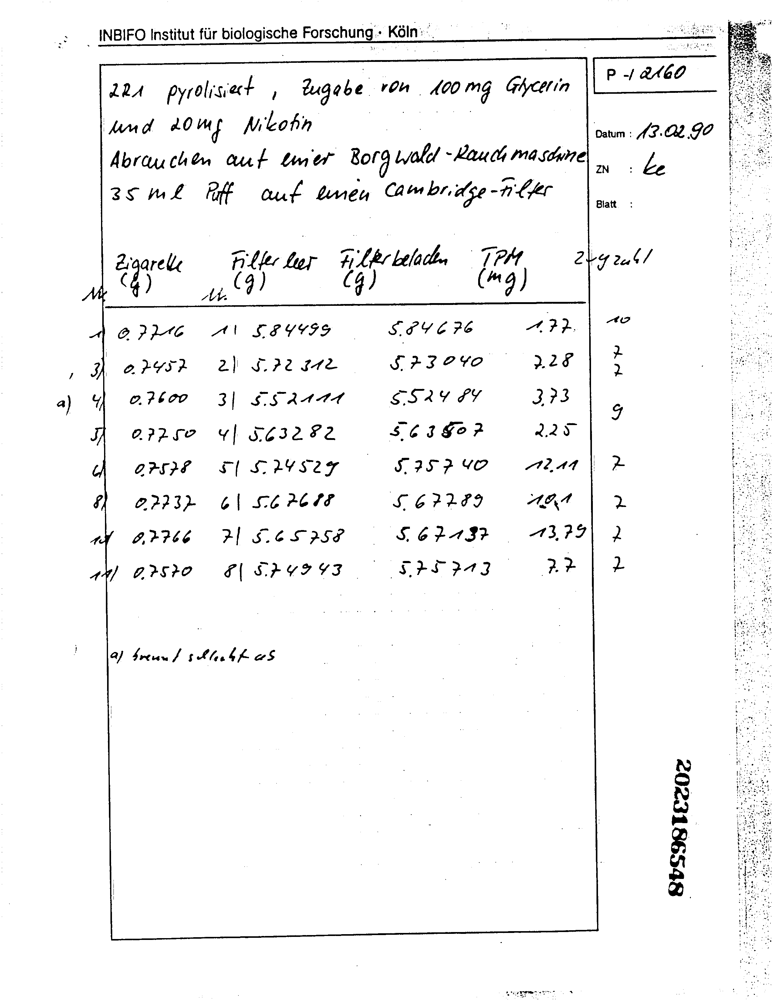 INBIFO Institut für biologische Forschung · Köln
P-I 2160
221 pyrolisiert, Zugabe von 100 mg Glycerin
und 20 mg Nikotin
Datum : 13.02.90
Abrauchen auf einer Borgwald-Rauchmaschine
ZN : ke
35 ml Puff auf einen Cambridge-Filter
Blatt :
Zigarette Filter leer Filter beladen TPM Zugzahl
Nr. (g) Nr. (g) (g) (mg)
1) 0.7716 1) 5.84499 5.84676 1.77 10
3) 0.7457 2) 5.72312 5.73040 7.28 7
7
a) 4) 0.7600 3) 5.52111 5.52484 3.73
9
5) 0.7750 4) 5.63282 5.63507 2.25
6) 0.7578 5) 5.74529 5.75740 12.11 7
8) 0.7737 6) 5.67688 5.67789 10.1 7
10) 0.7766 7) 5.65758 5.67137 13.79 7
11) 0.7570 8) 5.74943 5.75713 7.7 7
a) brennt schlecht
2023186548